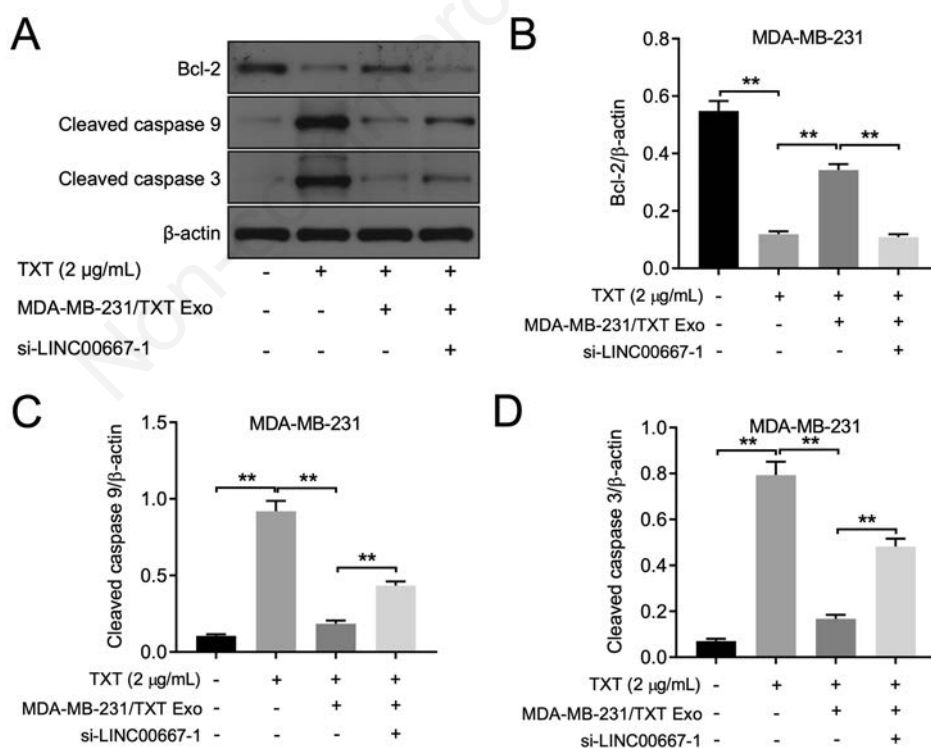 A
Bcl-2
Cleaved caspase 9
Cleaved caspase 3
β-actin
TXT (2 µg/mL) - + + +
MDA-MB-231/TXT Exo - - + +
si-LINC00667-1 - - - +
B
MDA-MB-231
Bcl-2/β-actin
0.8
0.6
0.4
0.2
0.0
** ** **
TXT (2 µg/mL) - + + +
MDA-MB-231/TXT Exo - - + +
si-LINC00667-1 - - - +
C
MDA-MB-231
Cleaved caspase 9/β-actin
1.5
1.0
0.5
0.0
** ** **
TXT (2 µg/mL) - + + +
MDA-MB-231/TXT Exo - - + +
si-LINC00667-1 - - - +
D
MDA-MB-231
Cleaved caspase 3/β-actin
1.0
0.8
0.6
0.4
0.2
0.0
** ** **
TXT (2 µg/mL) - + + +
MDA-MB-231/TXT Exo - - + +
si-LINC00667-1 - - - +